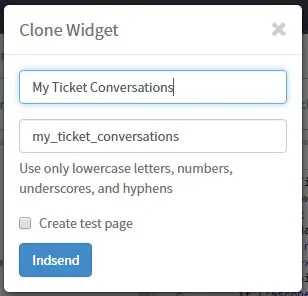 Clone Widget
My Ticket Conversations
my_ticket_conversations
Use only lowercase letters, numbers,
underscores, and hyphens
Create test page
Indsend